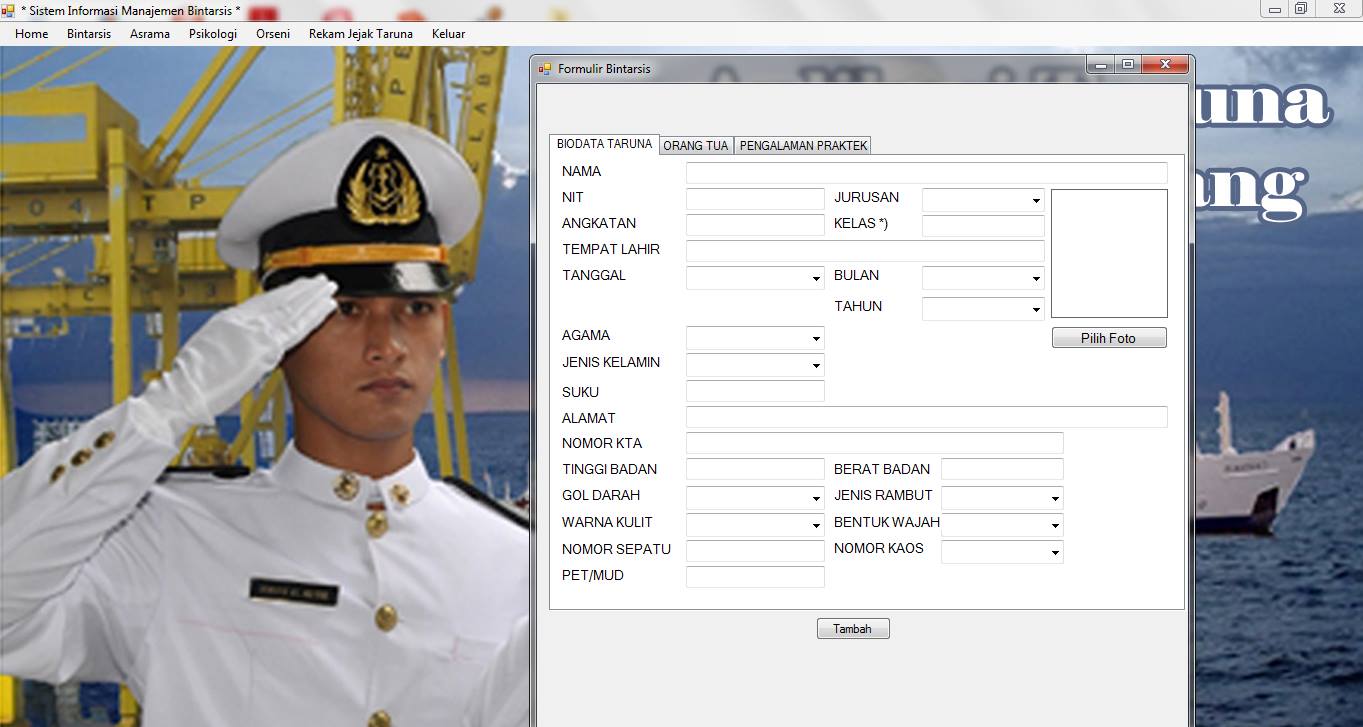 * Sistem Informasi Manajemen Bintarsis *
Home Bintarsis Asrama Psikologi Orseni Rekam Jejak Taruna Keluar
Formulir Bintarsis
una
ang
04 T P
BIODATA TARUNA ORANG TUA PENGALAMAN PRAKTEK
NAMA
NIT JURUSAN
ANGKATAN KELAS *)
TEMPAT LAHIR
TANGGAL BULAN
TAHUN
AGAMA Pilih Foto
JENIS KELAMIN
SUKU
ALAMAT
NOMOR KTA
TINGGI BADAN BERAT BADAN
GOL DARAH JENIS RAMBUT
WARNA KULIT BENTUK WAJAH
NOMOR SEPATU NOMOR KAOS
PET/MUD
Tambah